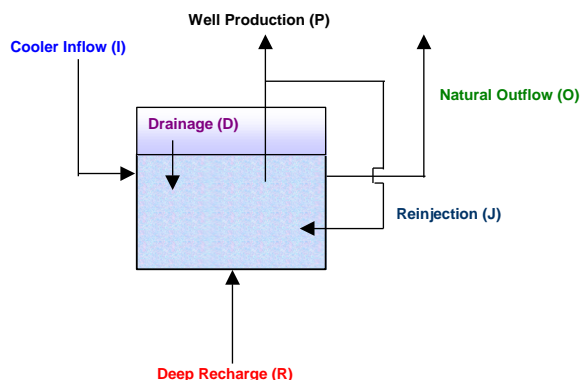 Well Production (P)
Cooler Inflow (I)
Natural Outflow (O)
Drainage (D)
Reinjection (J)
Deep Recharge (R)